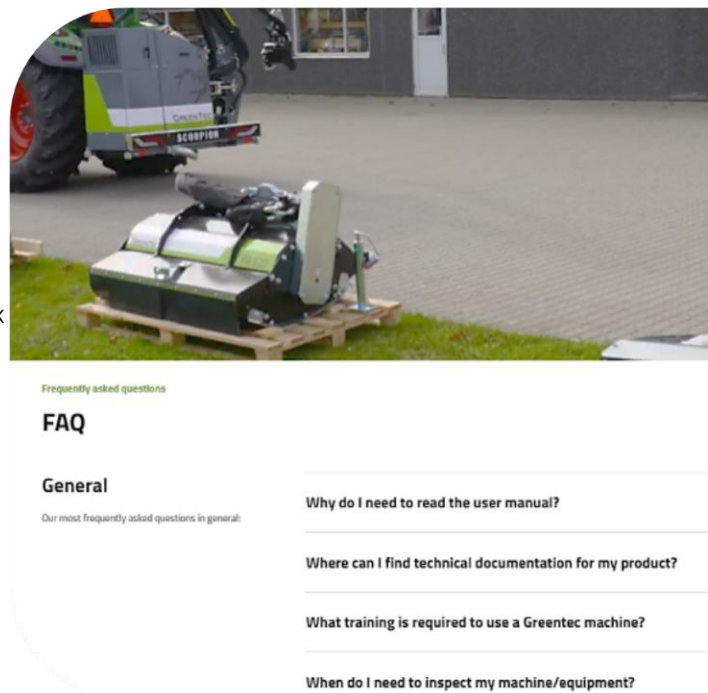 GREENTEC
SCORPION
Frequently asked questions
FAQ
General
Our most frequently asked questions in general:
Why do I need to read the user manual?
Where can I find technical documentation for my product?
What training is required to use a Greentec machine?
When do I need to inspect my machine/equipment?